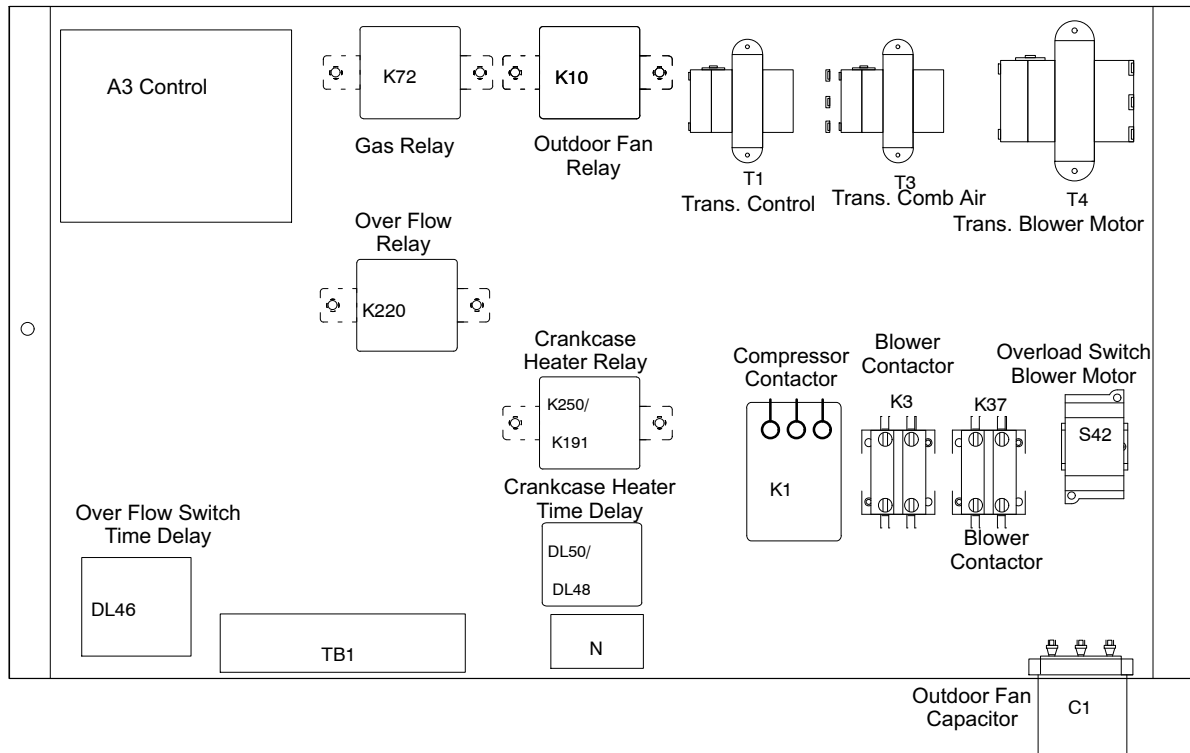 A3 Control
K72
Gas Relay
K10
Outdoor Fan
Relay
T1
Trans. Control
T3
Trans. Comb Air
T4
Trans. Blower Motor
Over Flow
Relay
K220
Crankcase
Heater Relay
K250/
K191
Compressor
Contactor
K1
Blower
Contactor
K3
K37
Blower
Contactor
Overload Switch
Blower Motor
S42
Crankcase Heater
Time Delay
DL50/
DL48
Over Flow Switch
Time Delay
DL46
TB1
N
Outdoor Fan
Capacitor
C1